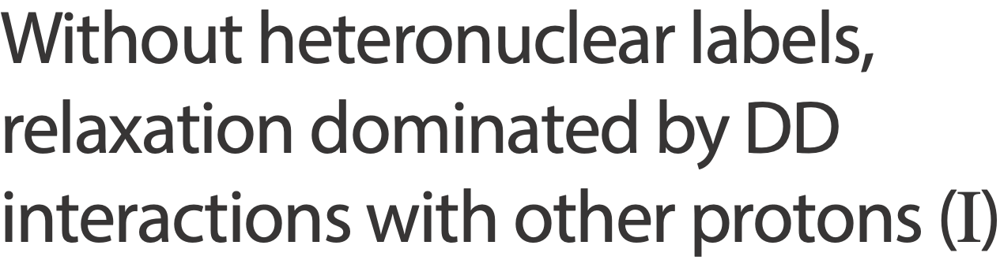 Without heteronuclear labels,
relaxation dominated by DD
interactions with other protons (I)